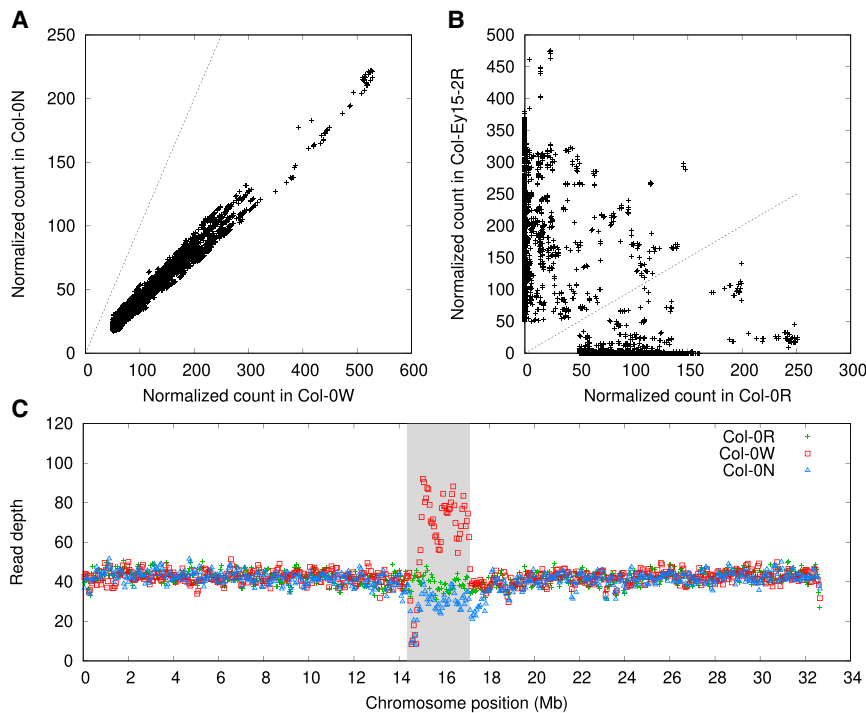 A
250
200
150
100
50
0
Normalized count in Col-0N
0 100 200 300 400 500 600
Normalized count in Col-0W
B
500
450
400
350
300
250
200
150
100
50
0
Normalized count in Col-Ey15-2R
0 50 100 150 200 250 300
Normalized count in Col-0R
C
120
100
80
60
40
20
0
Read depth
Col-0R
Col-0W
Col-0N
0 2 4 6 8 10 12 14 16 18 20 22 24 26 28 30 32 34
Chromosome position (Mb)